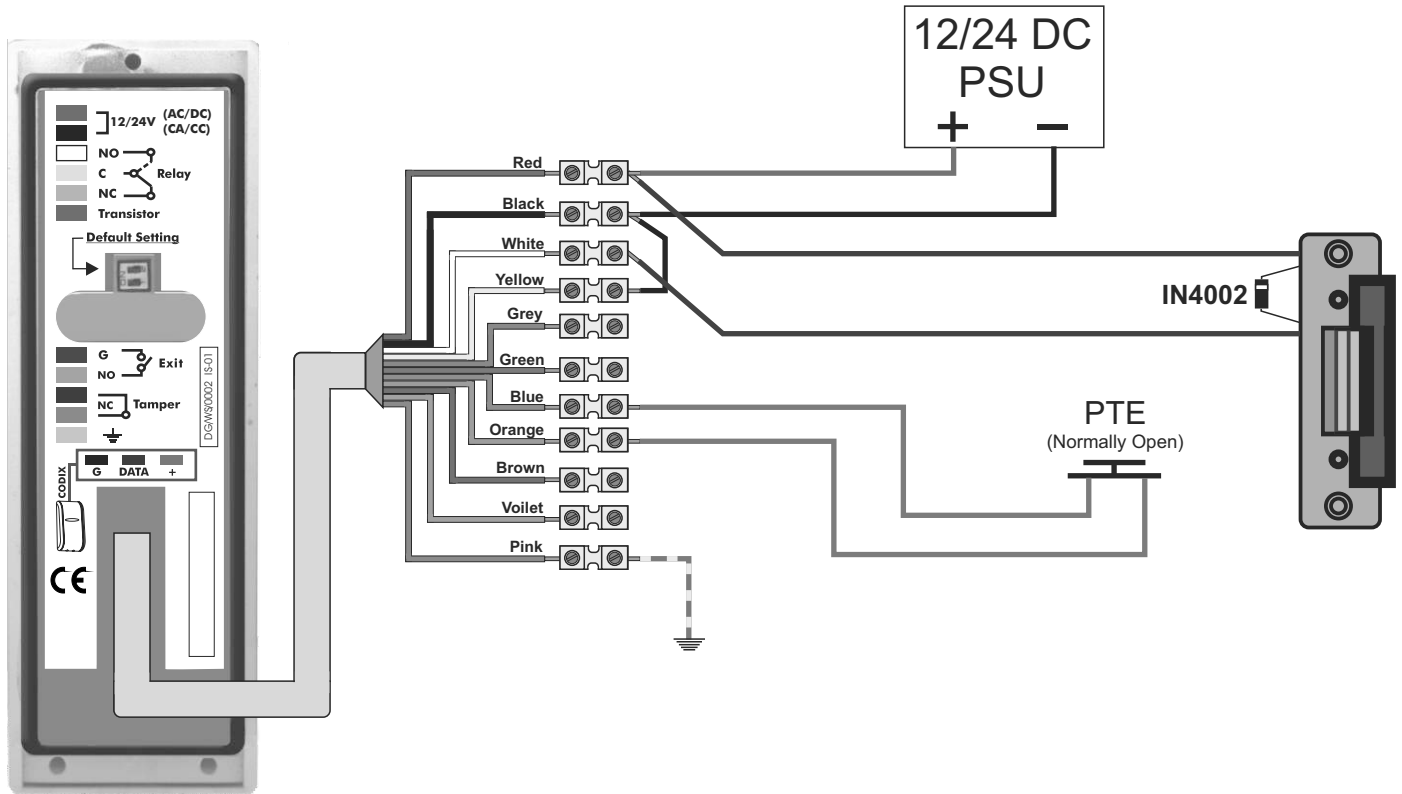 12/24V (AC/DC)
(CA/CC)
NO
C Relay
NC
Transistor
Default Setting
ON
G Exit
NO
NC Tamper
DG/WS/0002 IS-01
G DATA +
CODIX
CE
Red
Black
White
Yellow
Grey
Green
Blue
Orange
Brown
Voilet
Pink
12/24 DC
PSU
+ −
IN4002
PTE
(Normally Open)